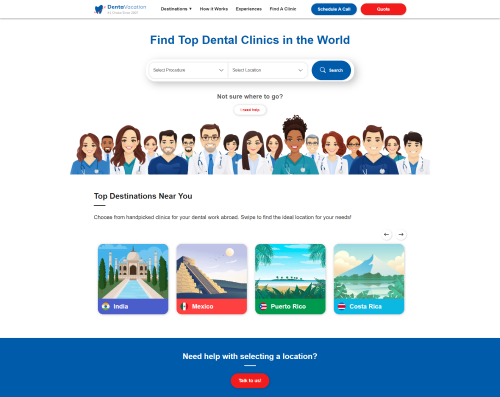 DentaVacation
Destinations
How it Works
Experiences
Find A Clinic
Schedule A Call
Quote
Find Top Dental Clinics in the World
Select Procedure
Select Location
Search
Not sure where to go?
I need help
Top Destinations Near You
Choose from handpicked clinics for your dental work abroad. Swipe to find the ideal location for your needs!
India
Mexico
Puerto Rico
Costa Rica
Need help with selecting a location?
Talk to us!